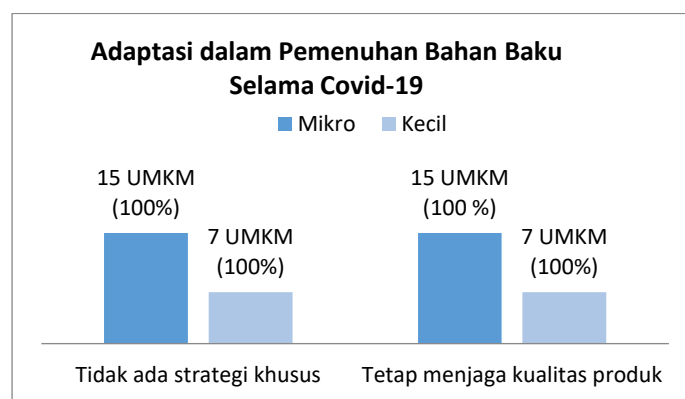 Adaptasi dalam Pemenuhan Bahan Baku
Selama Covid-19
Mikro Kecil
15 UMKM
(100%)
7 UMKM
(100%)
15 UMKM
(100 %)
7 UMKM
(100%)
Tidak ada strategi khusus
Tetap menjaga kualitas produk